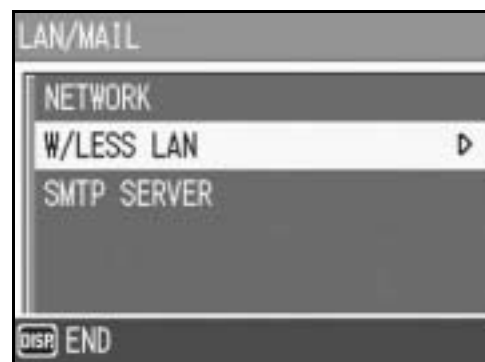 LAN/MAIL
NETWORK
W/LESS LAN
SMTP SERVER
DISP. END